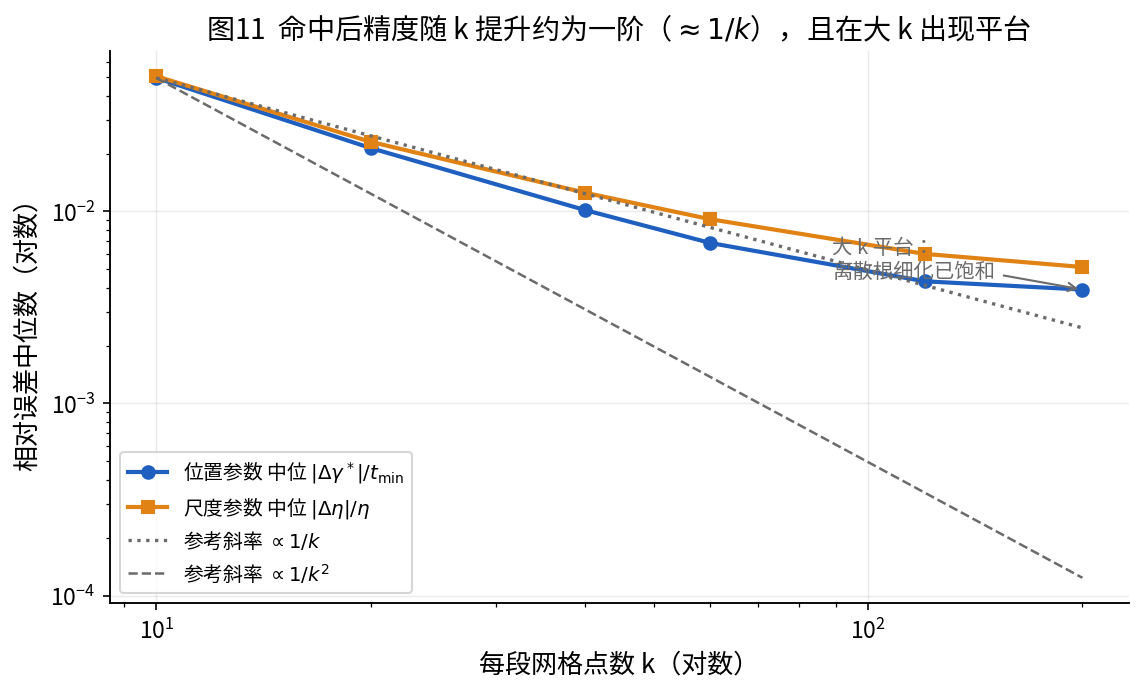 图11 命中后精度随 k 提升约为一阶（≈1/k），且在大 k 出现平台
相对误差中位数（对数）
10⁻²
10⁻³
10⁻⁴
大 k 平台：
离散根细化已饱和
位置参数 中位 |Δγ*|/t_min
尺度参数 中位 |Δη|/η
参考斜率 ∝1/k
参考斜率 ∝1/k²
10¹
10²
每段网格点数 k（对数）